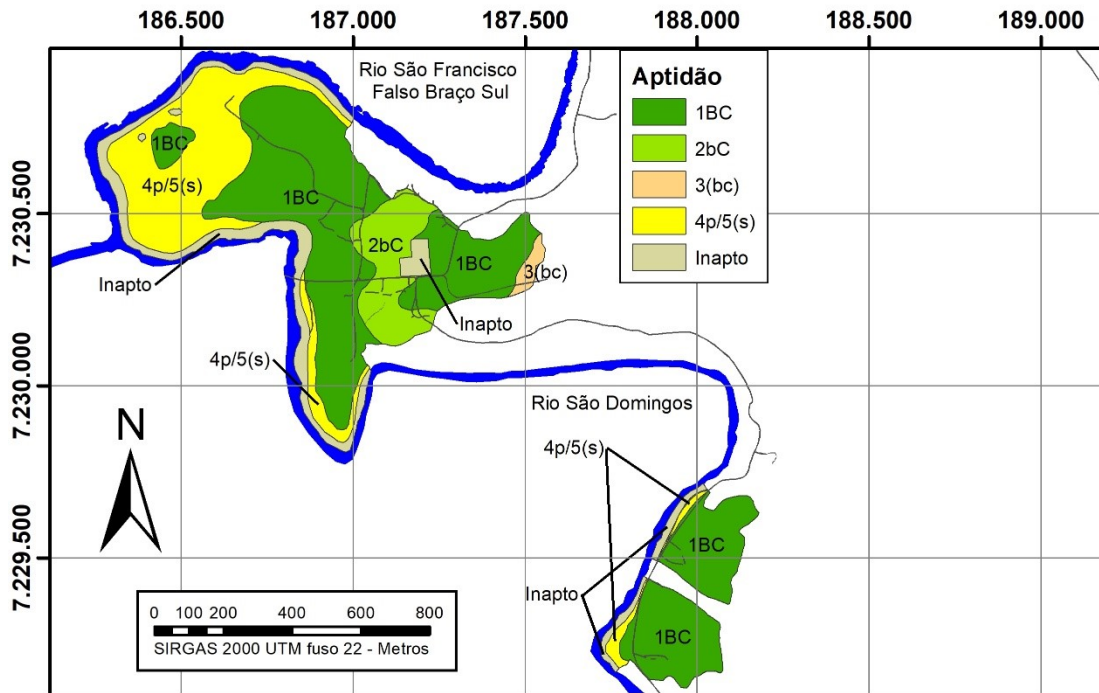 186.500 187.000 187.500 188.000 188.500 189.000
Rio São Francisco
Falso Braço Sul
Aptidão
1BC
2bC
3(bc)
4p/5(s)
Inapto
7.230.500
7.230.000
7.229.500
1BC
4p/5(s)
1BC
2bC
1BC
3(bc)
Inapto
Inapto
4p/5(s)
Rio São Domingos
4p/5(s)
1BC
Inapto
1BC
N
0 100 200 400 600 800
SIRGAS 2000 UTM fuso 22 - Metros